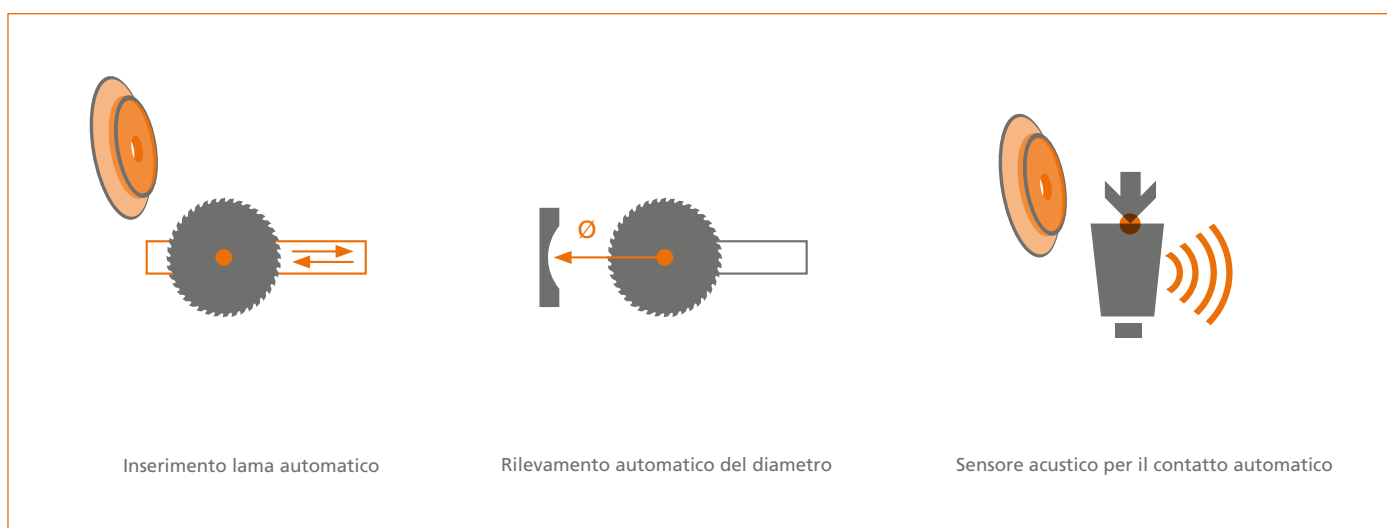 Ø
Inserimento lama automatico
Rilevamento automatico del diametro
Sensore acustico per il contatto automatico